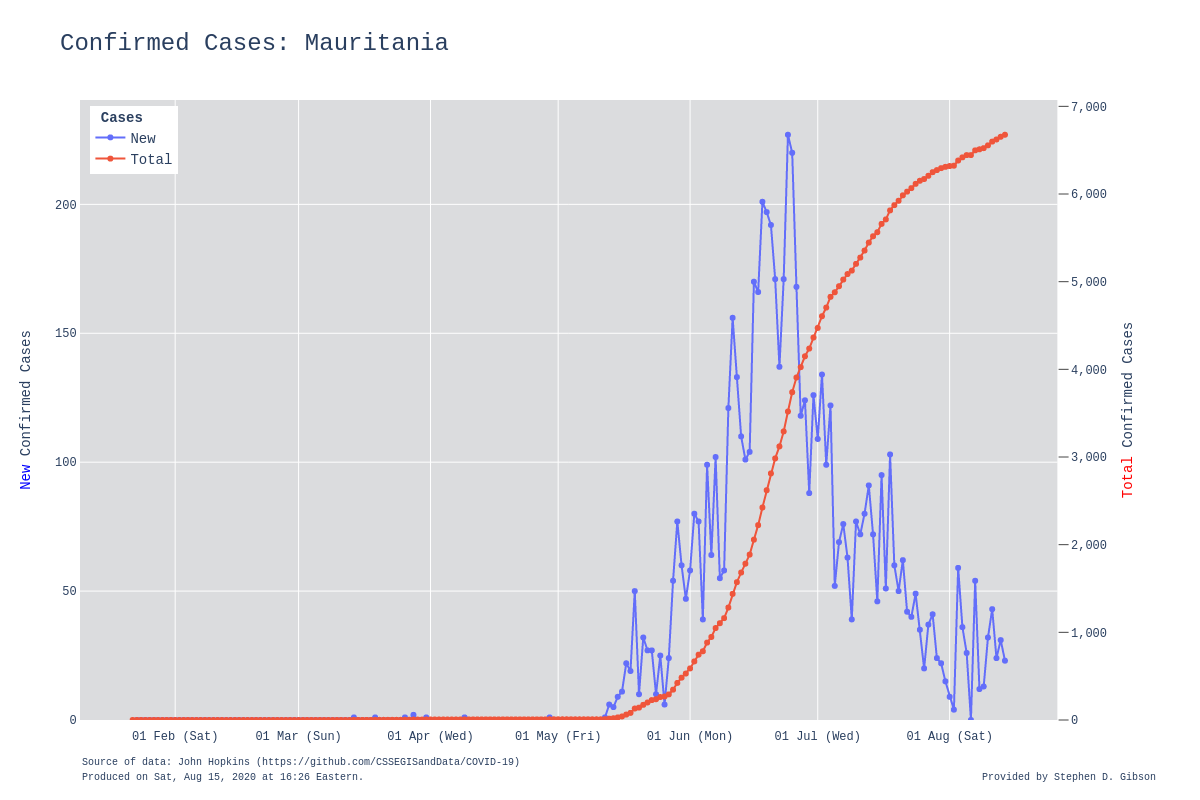 Confirmed Cases: Mauritania
Cases
New
Total
200
150
100
50
0
7,000
6,000
5,000
4,000
3,000
2,000
1,000
0
New Confirmed Cases
Total Confirmed Cases
01 Feb (Sat)
01 Mar (Sun)
01 Apr (Wed)
01 May (Fri)
01 Jun (Mon)
01 Jul (Wed)
01 Aug (Sat)
Source of data: John Hopkins (https://github.com/CSSEGISandData/COVID-19)
Produced on Sat, Aug 15, 2020 at 16:26 Eastern.
Provided by Stephen D. Gibson